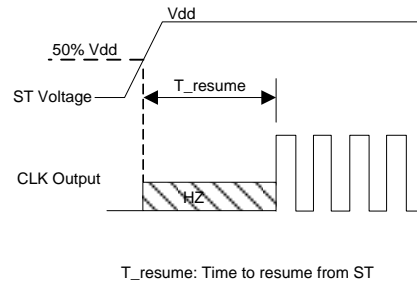 Vdd
50% Vdd
T_resume
ST Voltage
CLK Output
HZ
T_resume: Time to resume from ST